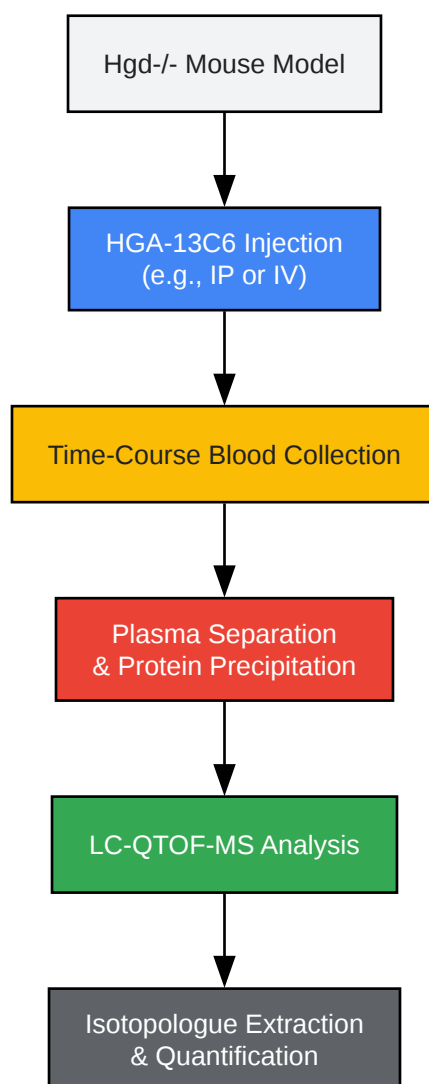 Hgd-/- Mouse Model
HGA-13C6 Injection
(e.g., IP or IV)
Time-Course Blood Collection
Plasma Separation
& Protein Precipitation
LC-QTOF-MS Analysis
Isotopologue Extraction
& Quantification